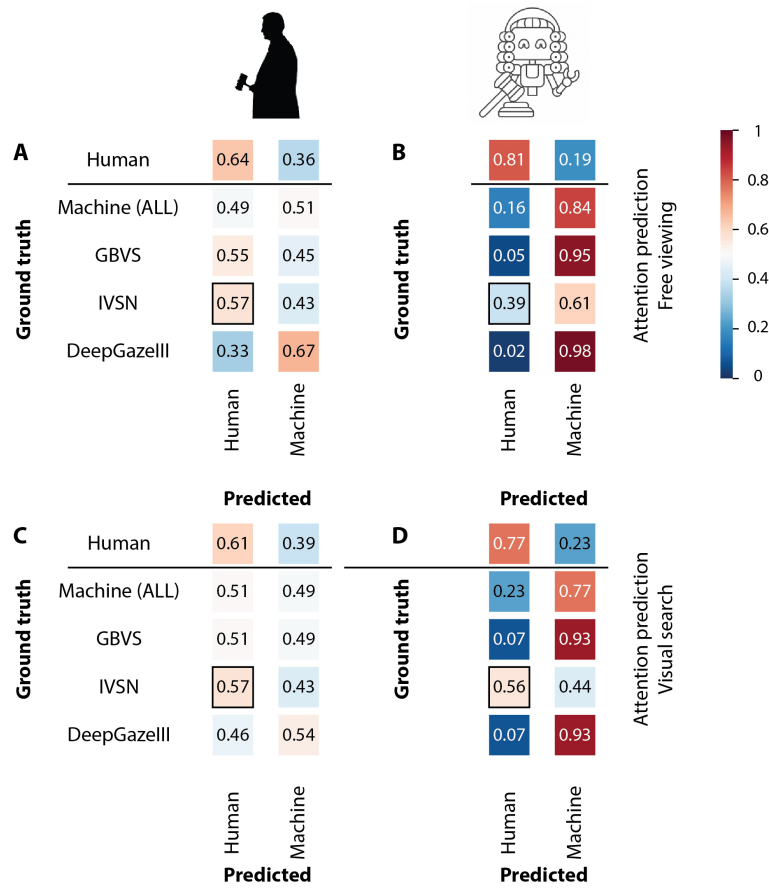 A
Human
0.64 0.36
Machine (ALL)
0.49 0.51
GBVS
0.55 0.45
IVSN
0.57 0.43
DeepGazeIII
0.33 0.67
Ground truth
Human
Machine
Predicted
B
0.81 0.19
0.16 0.84
0.05 0.95
0.39 0.61
0.02 0.98
Ground truth
Human
Machine
Predicted
Attention prediction
Free viewing
1
0.8
0.6
0.4
0.2
0
C
Human
0.61 0.39
Machine (ALL)
0.51 0.49
GBVS
0.51 0.49
IVSN
0.57 0.43
DeepGazeIII
0.46 0.54
Ground truth
Human
Machine
Predicted
D
0.77 0.23
0.23 0.77
0.07 0.93
0.56 0.44
0.07 0.93
Ground truth
Human
Machine
Predicted
Attention prediction
Visual search